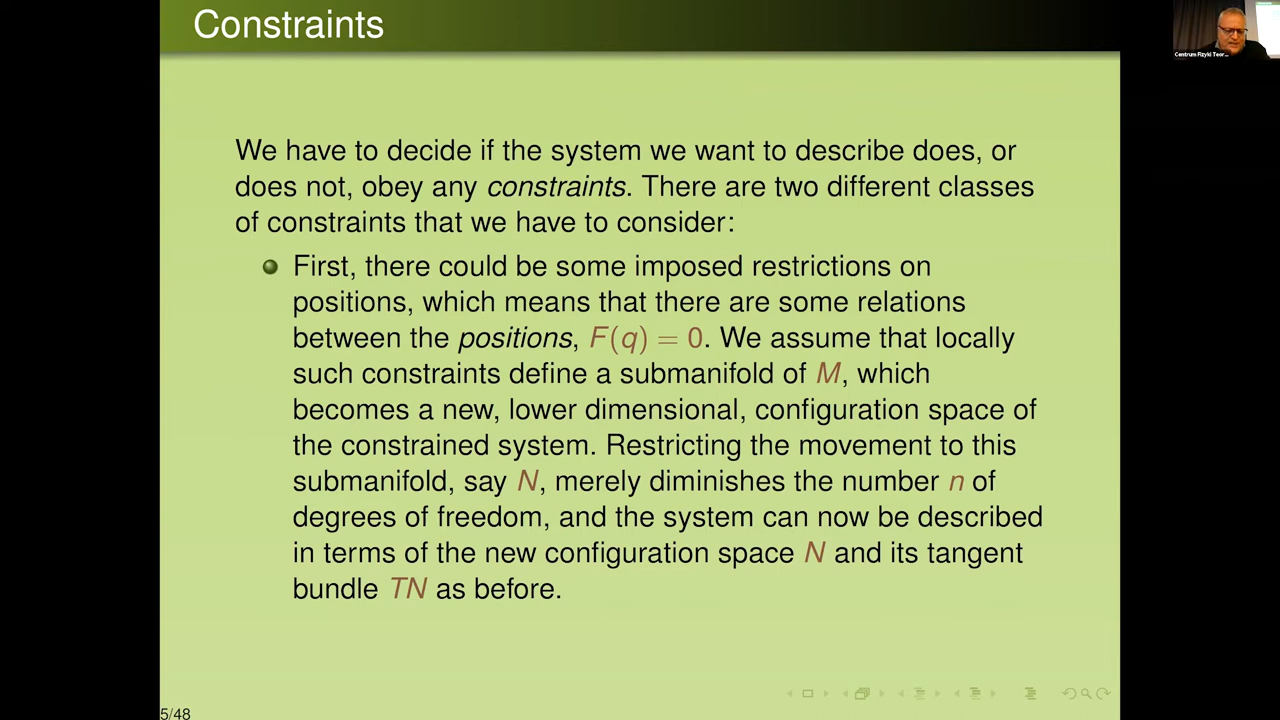 Constraints
Centrum Fizyki Teor...
We have to decide if the system we want to describe does, or
does not, obey any constraints. There are two different classes
of constraints that we have to consider:
First, there could be some imposed restrictions on
positions, which means that there are some relations
between the positions, F(q) = 0. We assume that locally
such constraints define a submanifold of M, which
becomes a new, lower dimensional, configuration space of
the constrained system. Restricting the movement to this
submanifold, say N, merely diminishes the number n of
degrees of freedom, and the system can now be described
in terms of the new configuration space N and its tangent
bundle TN as before.
5/48